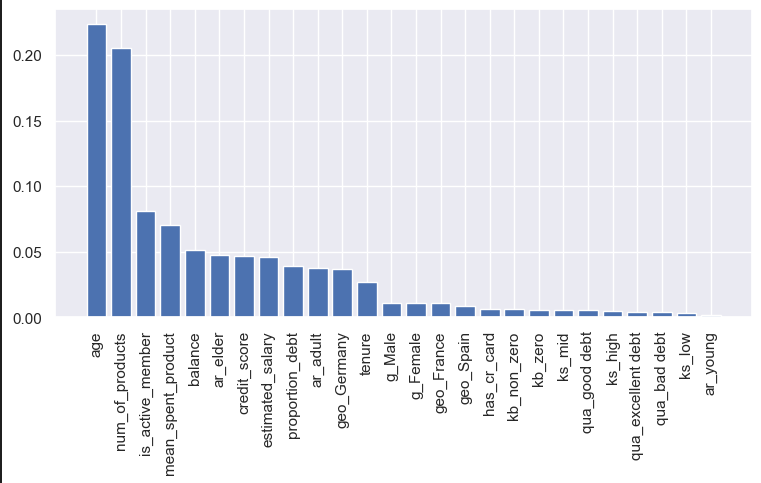 0.20
0.15
0.10
0.05
0.00
age
num_of_products
is_active_member
mean_spent_product
balance
ar_elder
credit_score
estimated_salary
proportion_debt
ar_adult
geo_Germany
tenure
g_Male
g_Female
geo_France
geo_Spain
has_cr_card
kb_non_zero
kb_zero
ks_mid
qua_good debt
ks_high
qua_excellent debt
qua_bad debt
ks_low
ar_young